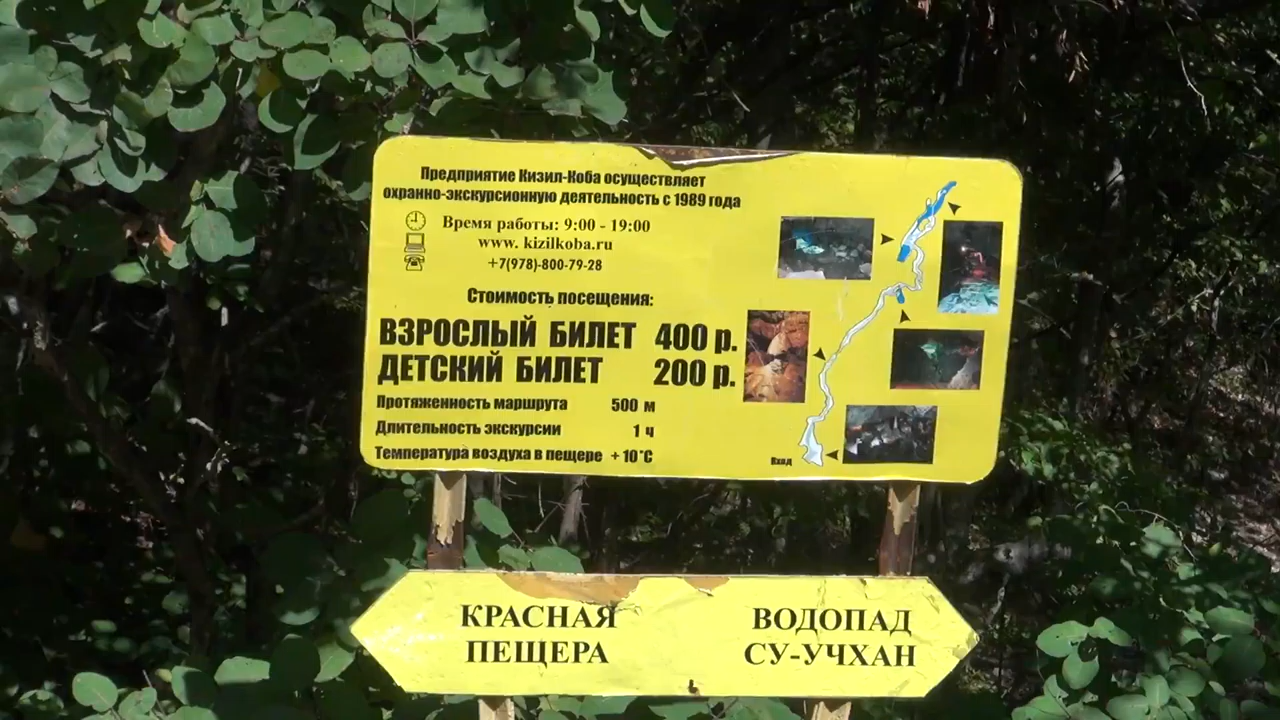 Предприятие Кизил-Коба осуществляет
охранно-экскурсионную деятельность с 1989 года
Время работы: 9:00 - 19:00
www. kizilkoba.ru
+7(978)-800-79-28
Стоимость посещения:
ВЗРОСЛЫЙ БИЛЕТ 400 р.
ДЕТСКИЙ БИЛЕТ 200 р.
Протяженность маршрута 500 м
Длительность экскурсии 1 ч
Температура воздуха в пещере + 10°C
Вход
КРАСНАЯ
ПЕЩЕРА
ВОДОПАД
СУ-УЧХАН